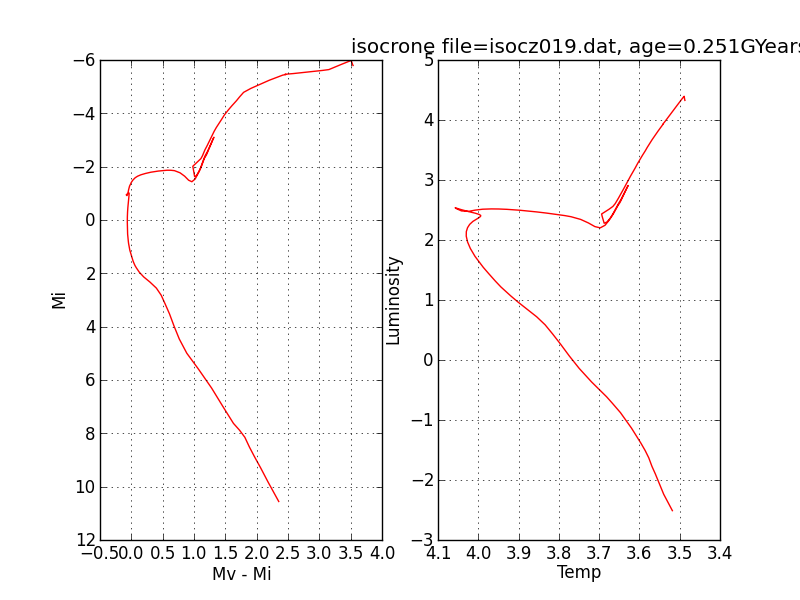 isocrone file=isocz019.dat, age=0.251GYears
−6
−4
−2
0
2
4
6
8
10
12
−0.5 0.0 0.5 1.0 1.5 2.0 2.5 3.0 3.5 4.0
Mv - Mi
Mi
5
4
3
2
1
0
−1
−2
−3
4.1 4.0 3.9 3.8 3.7 3.6 3.5 3.4
Temp
Luminosity